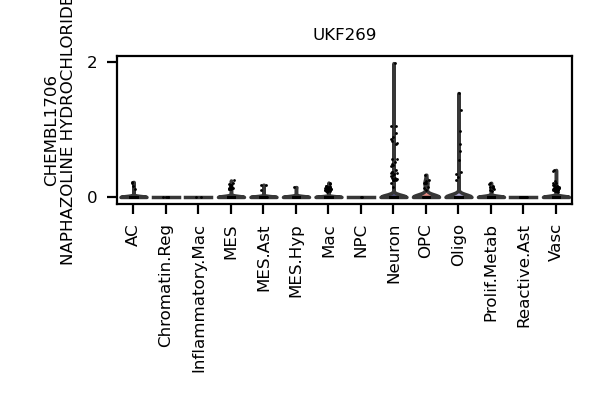 UKF269
CHEMBL1706
NAPHAZOLINE HYDROCHLORIDE
2
0
AC
Chromatin.Reg
Inflammatory.Mac
MES
MES.Ast
MES.Hyp
Mac
NPC
Neuron
OPC
Oligo
Prolif.Metab
Reactive.Ast
Vasc